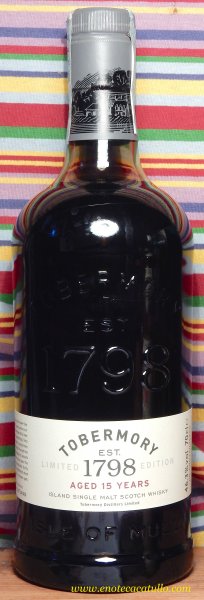 TOBERMORY
EST.
1798
TOBERMORY
EST.
LIMITED 1798 EDITION
AGED 15 YEARS
ISLAND SINGLE MALT SCOTCH WHISKY
Tobermory Distillers Limited
46.3%vol. 70cl e
ISLE OF MULL
www.enotecacatullo.com